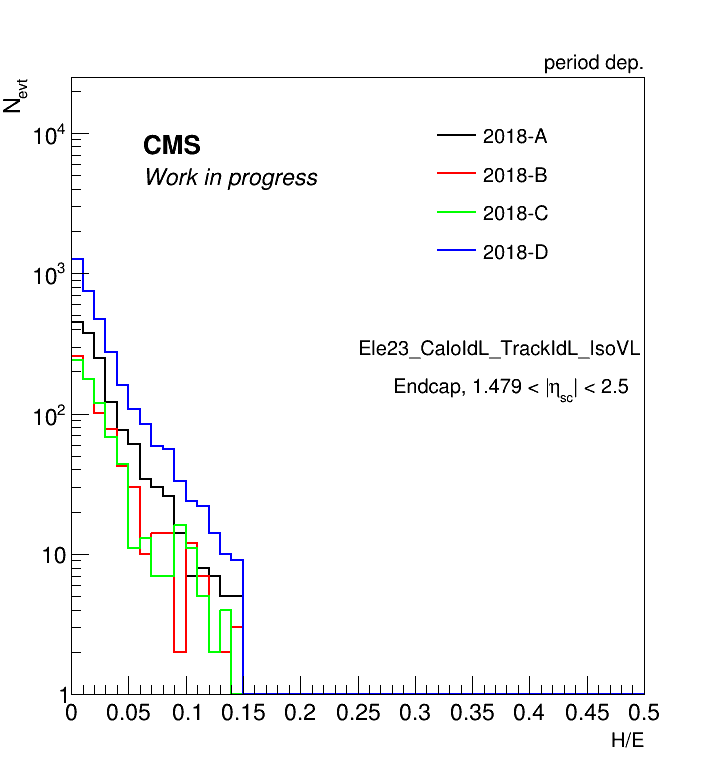 period dep.
N_evt
CMS
Work in progress
2018-A
2018-B
2018-C
2018-D
Ele23_CaloIdL_TrackIdL_IsoVL
Endcap, 1.479 < |η_sc| < 2.5
10^4
10^3
10^2
10
1
0 0.05 0.1 0.15 0.2 0.25 0.3 0.35 0.4 0.45 0.5
H/E